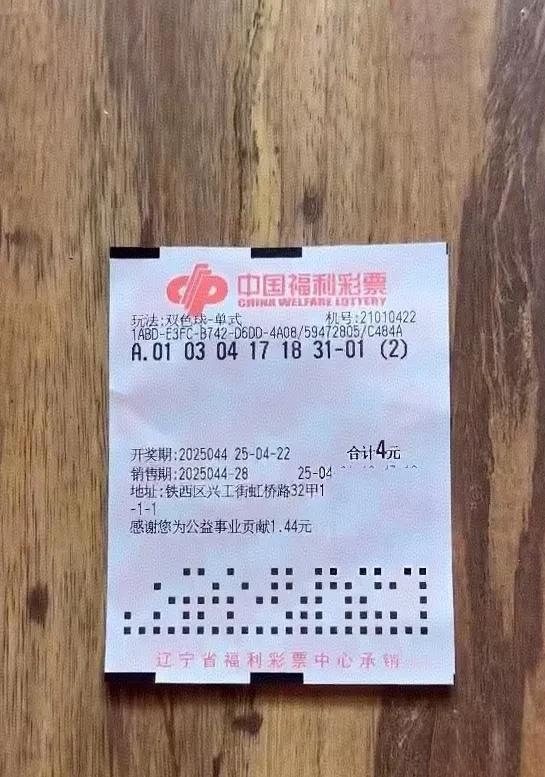 中国福利彩票
CHINA WELFARE LOTTERY
玩法:双色球-单式 机号:21010422
1ABD-E3FC-B742-D6DD-4A08/59472805/C484A
A.01 03 04 17 18 31-01 (2)
开奖期:2025044 25-04-22 合计4元
销售期:2025044-28 25-04
地址:铁西区兴工街虹桥路32甲1
-1-1
感谢您为公益事业贡献1.44元
辽宁省福利彩票中心承销